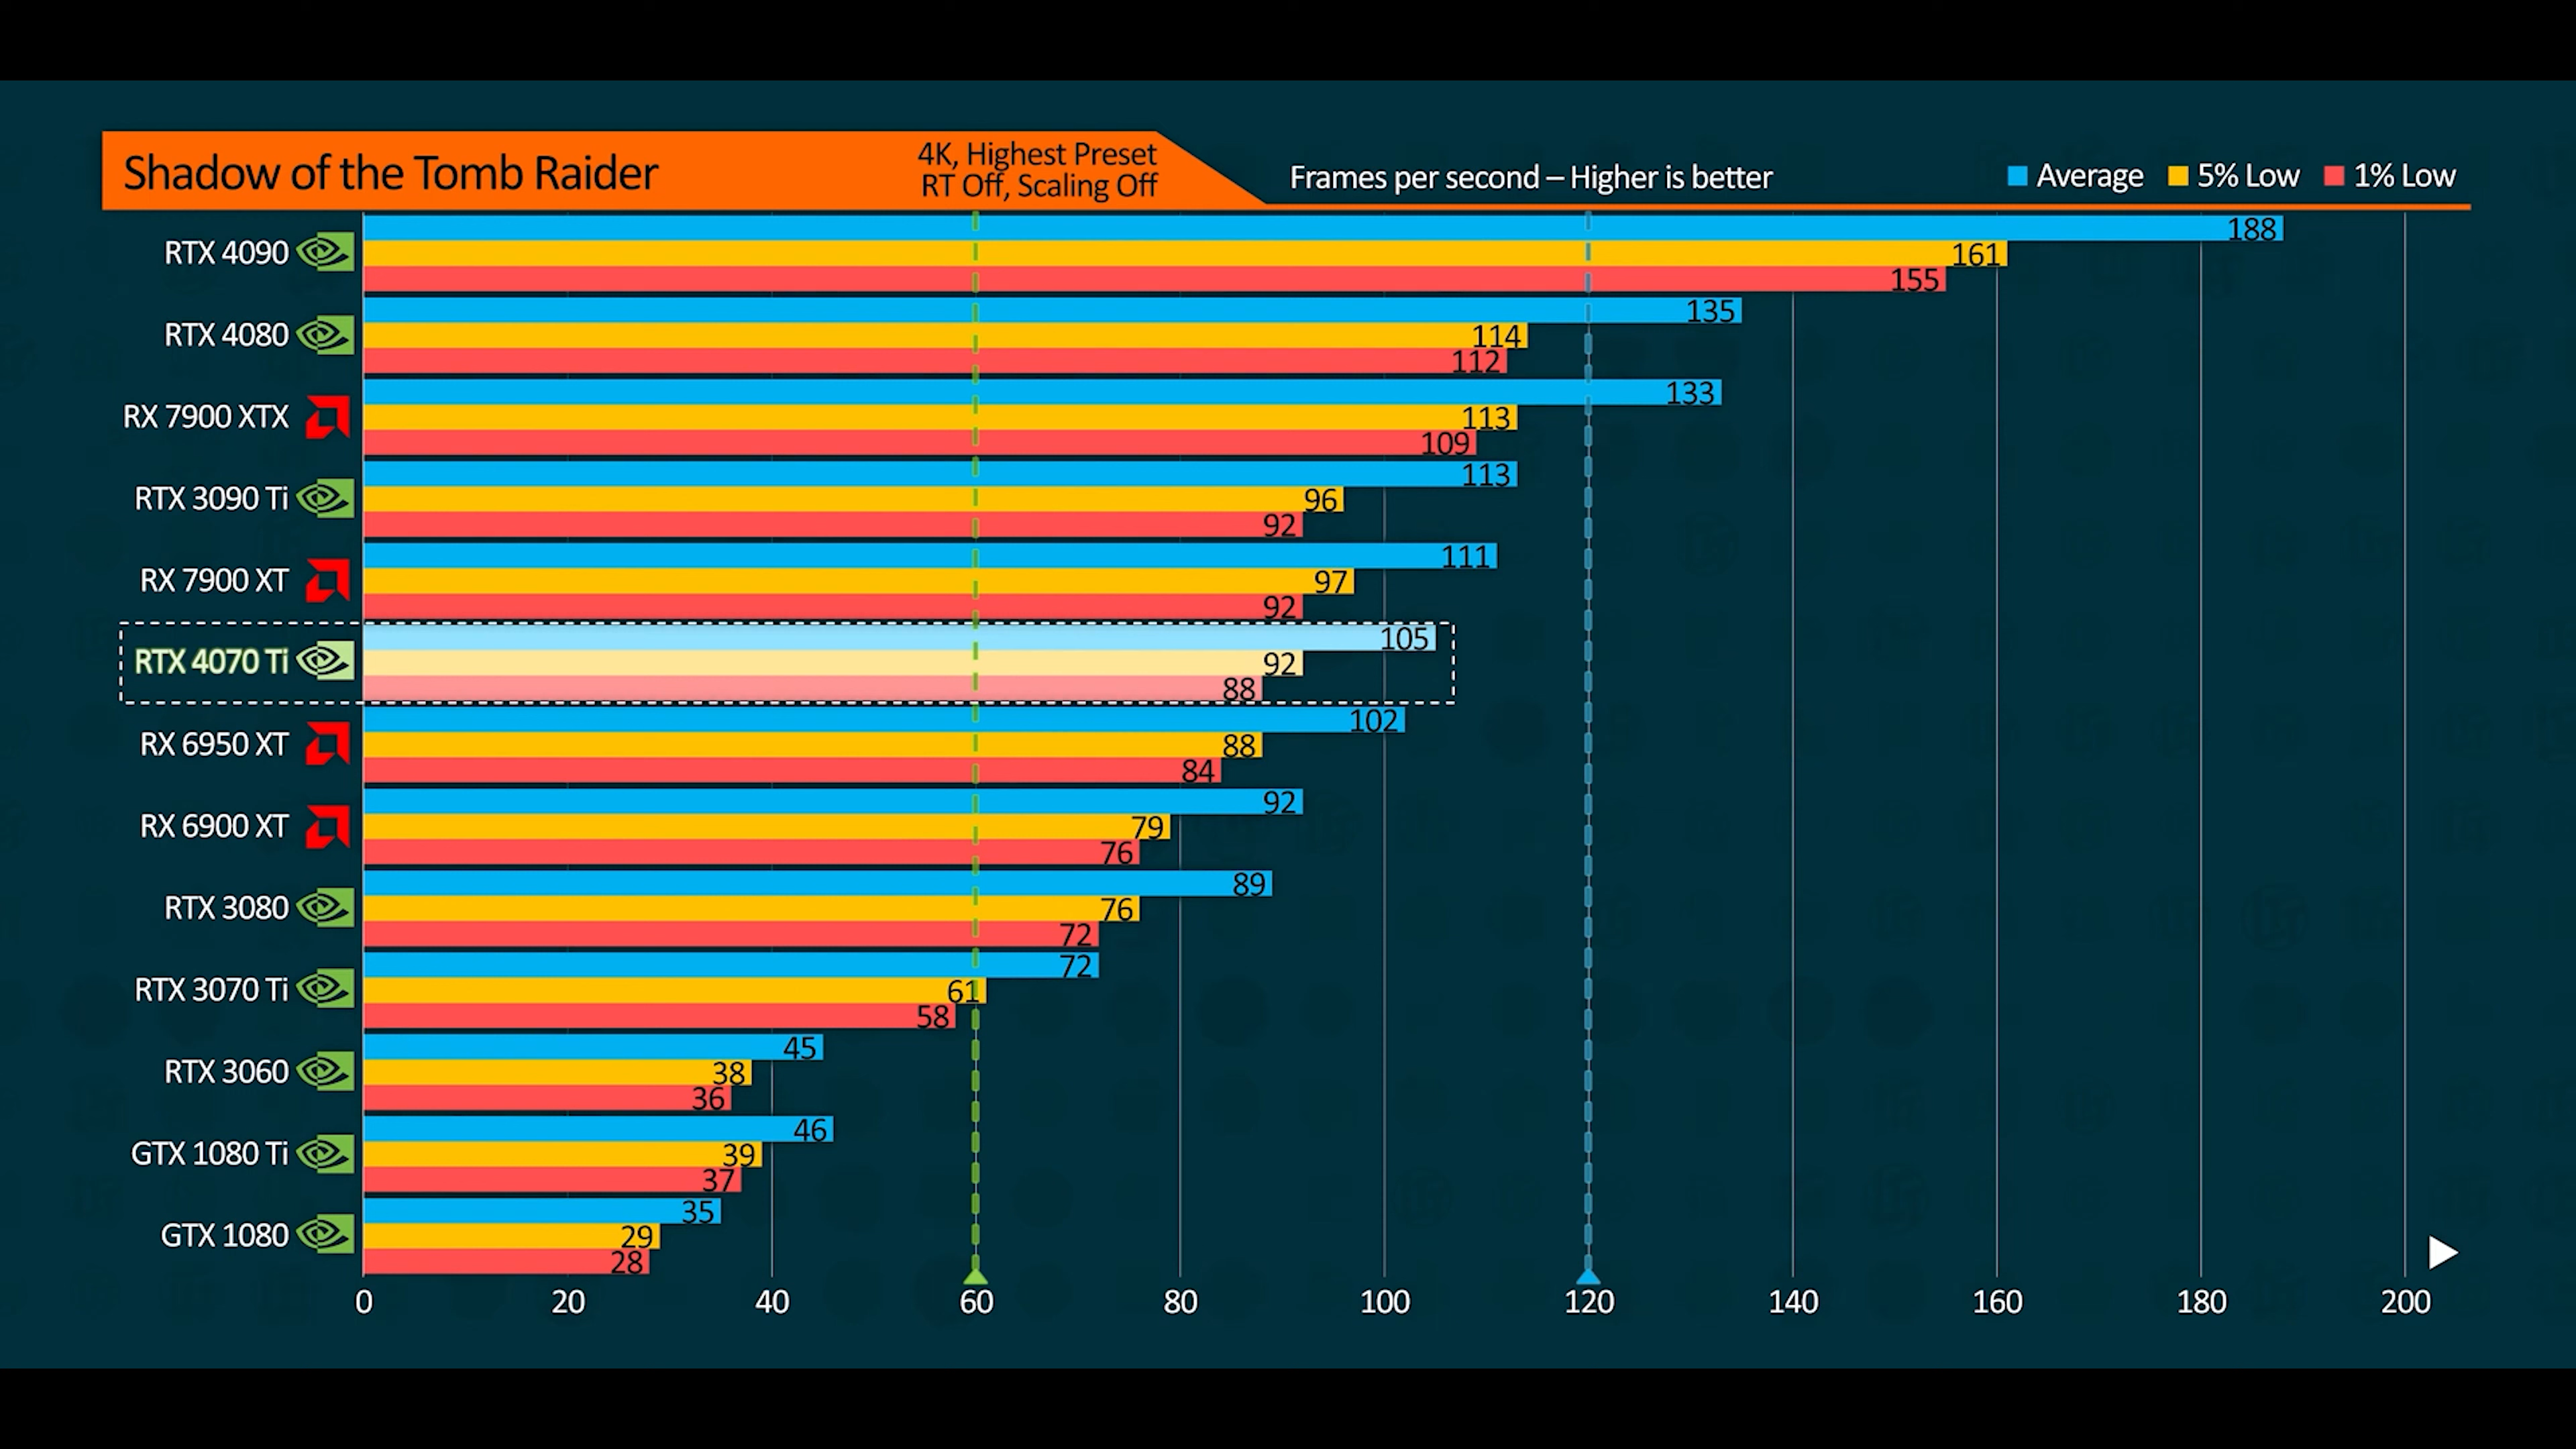 Shadow of the Tomb Raider
4K, Highest Preset
RT Off, Scaling Off
Frames per second – Higher is better
Average
5% Low
1% Low
RTX 4090
188
161
155
RTX 4080
135
114
112
RX 7900 XTX
133
113
109
RTX 3090 Ti
113
96
92
RX 7900 XT
111
97
92
RTX 4070 Ti
105
92
88
RX 6950 XT
102
88
84
RX 6900 XT
92
79
76
RTX 3080
89
76
72
RTX 3070 Ti
72
61
58
RTX 3060
45
38
36
GTX 1080 Ti
46
39
37
GTX 1080
35
29
28
0 20 40 60 80 100 120 140 160 180 200